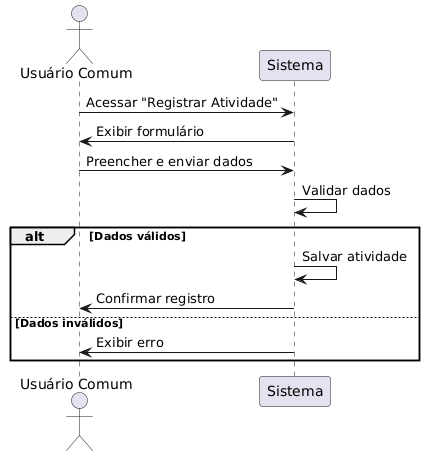 Usuário Comum
Sistema
Acessar "Registrar Atividade"
Exibir formulário
Preencher e enviar dados
Validar dados
alt
[Dados válidos]
Salvar atividade
Confirmar registro
[Dados inválidos]
Exibir erro
Usuário Comum
Sistema